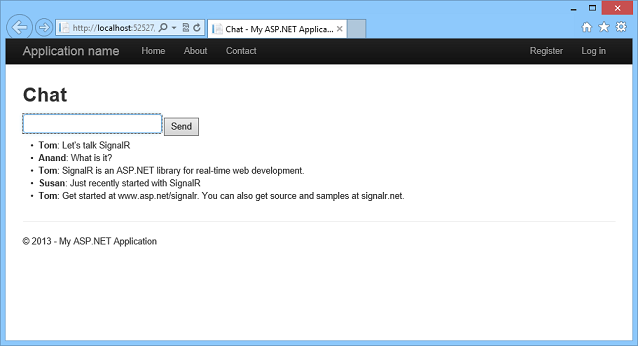 http://localhost:52527,
Chat - My ASP.NET Applica...
Application name Home About Contact Register Log in
Chat
Send
• Tom: Let's talk SignalR
• Anand: What is it?
• Tom: SignalR is an ASP.NET library for real-time web development.
• Susan: Just recently started with SignalR
• Tom: Get started at www.asp.net/signalr. You can also get source and samples at signalr.net.
© 2013 - My ASP.NET Application